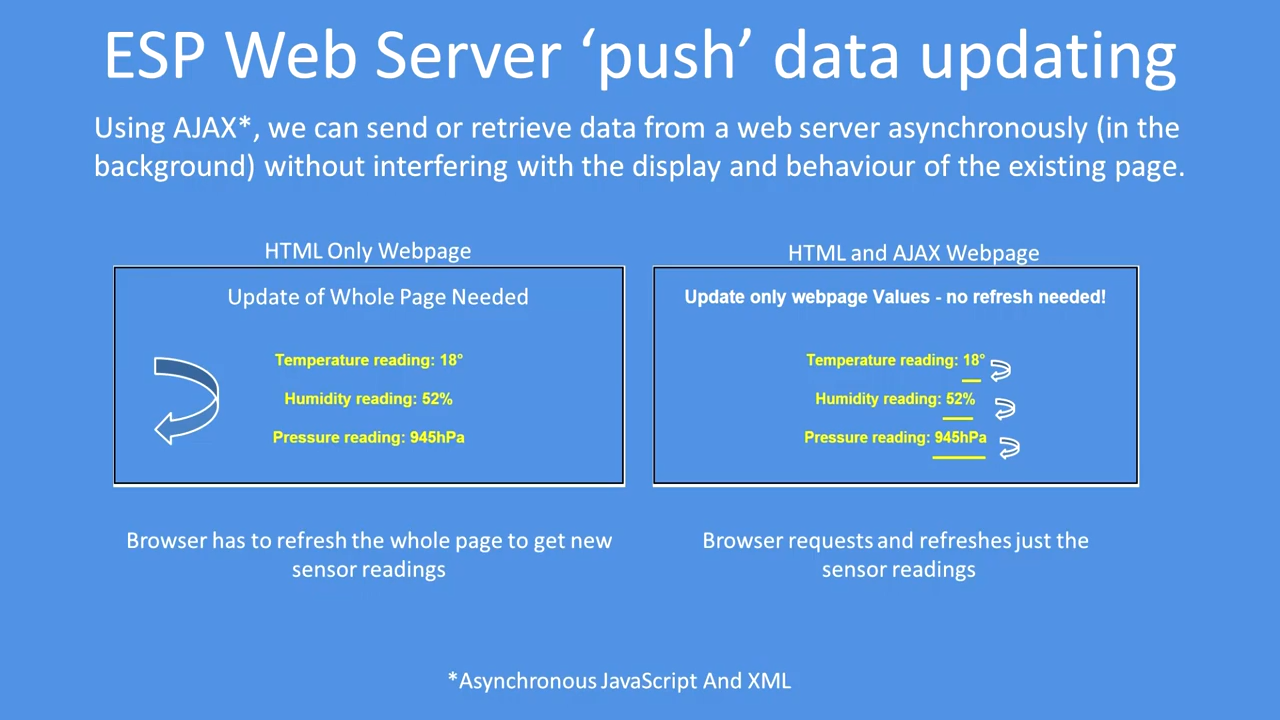 ESP Web Server ‘push’ data updating
Using AJAX*, we can send or retrieve data from a web server asynchronously (in the
background) without interfering with the display and behaviour of the existing page.
HTML Only Webpage
Update of Whole Page Needed
Temperature reading: 18°
Humidity reading: 52%
Pressure reading: 945hPa
Browser has to refresh the whole page to get new
sensor readings
HTML and AJAX Webpage
Update only webpage Values - no refresh needed!
Temperature reading: 18°
Humidity reading: 52%
Pressure reading: 945hPa
Browser requests and refreshes just the
sensor readings
*Asynchronous JavaScript And XML